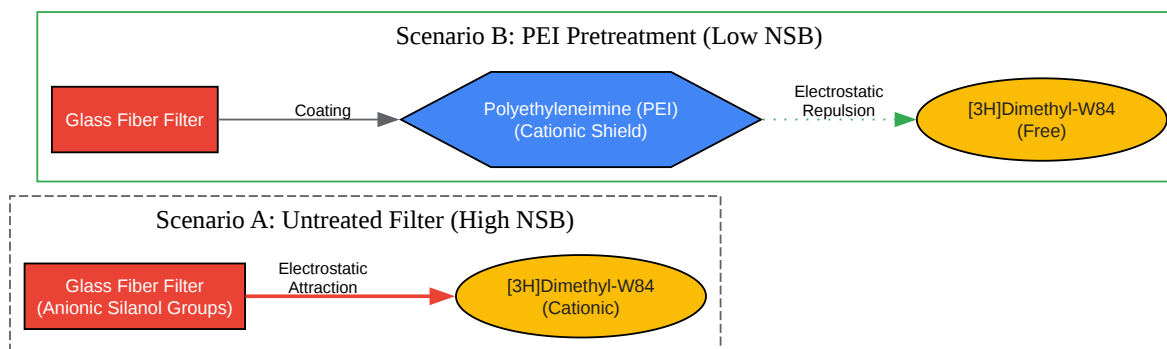 Scenario B: PEI Pretreatment (Low NSB)
Glass Fiber Filter
Coating
Polyethyleneimine (PEI)
(Cationic Shield)
Electrostatic
Repulsion
[3H]Dimethyl-W84
(Free)
Scenario A: Untreated Filter (High NSB)
Glass Fiber Filter
(Anionic Silanol Groups)
Electrostatic
Attraction
[3H]Dimethyl-W84
(Cationic)